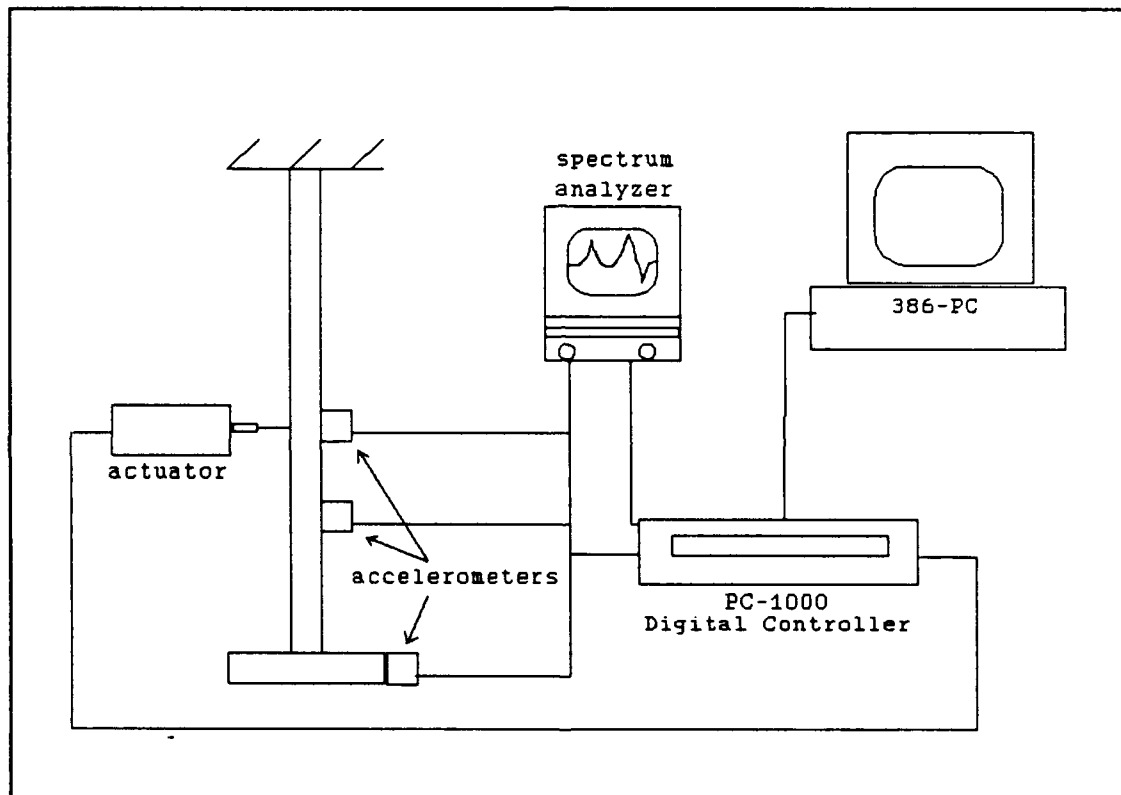 spectrum
analyzer
386-PC
actuator
accelerometers
PC-1000
Digital Controller